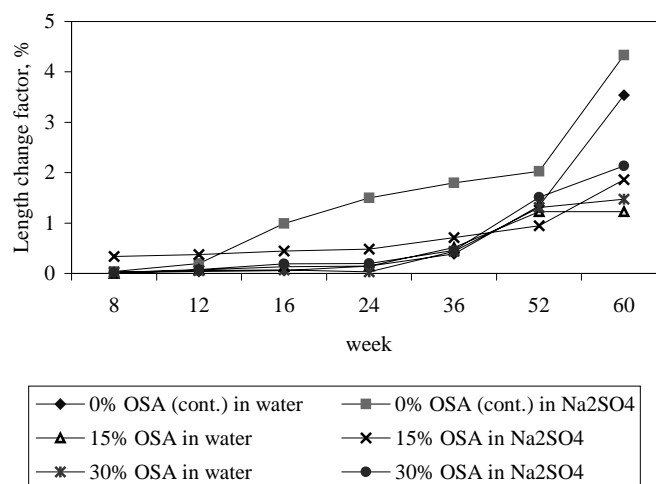 5
4
3
2
1
0
Length change factor, %
8 12 16 24 36 52 60
week
0% OSA (cont.) in water 0% OSA (cont.) in Na2SO4
15% OSA in water 15% OSA in Na2SO4
30% OSA in water 30% OSA in Na2SO4